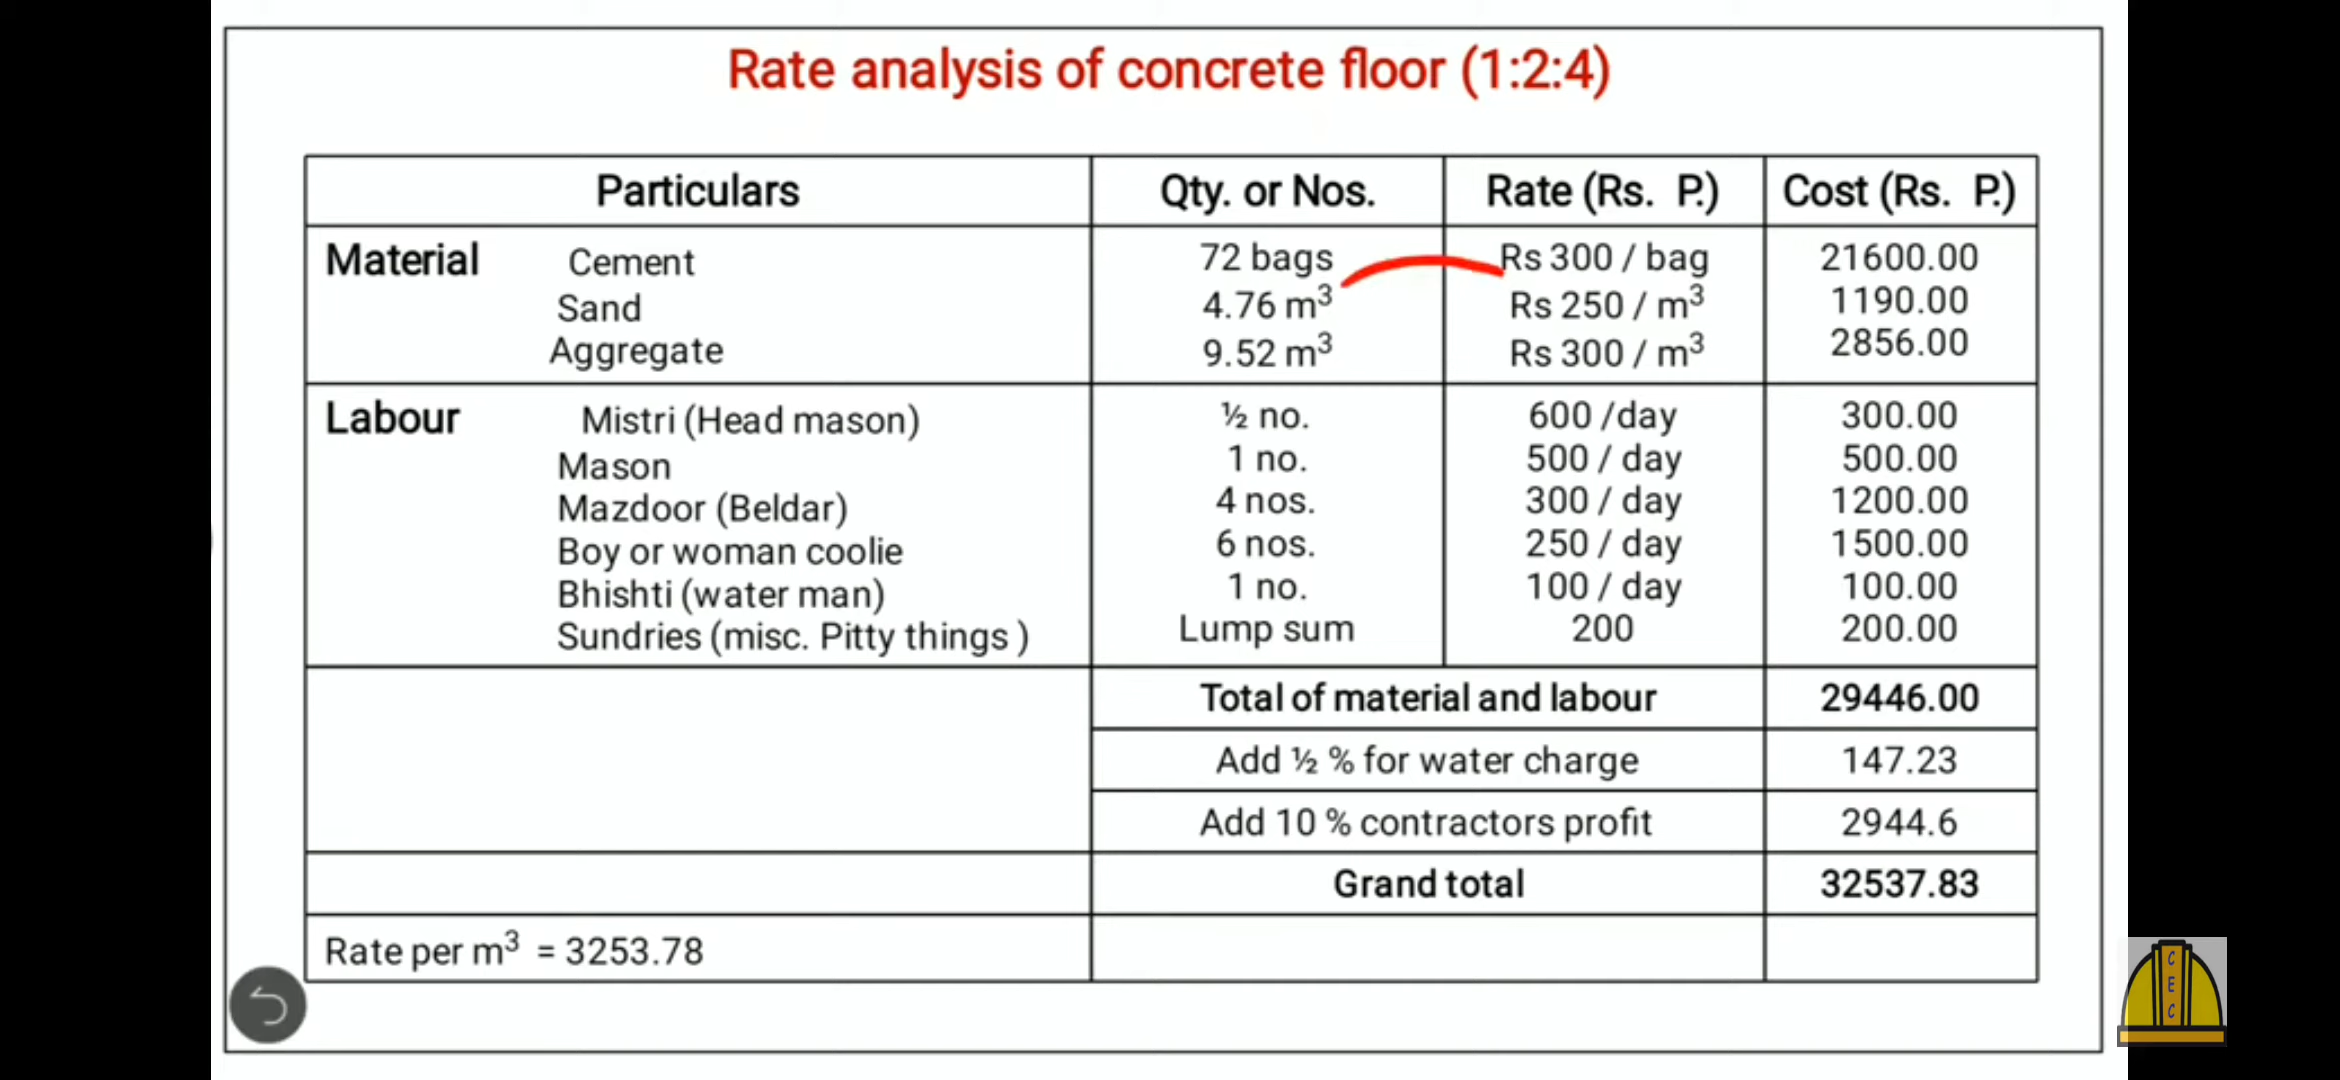 Rate analysis of concrete floor (1:2:4)
Particulars Qty. or Nos. Rate (Rs. P.) Cost (Rs. P.)
Material Cement 72 bags Rs 300 / bag 21600.00
Sand 4.76 m³ Rs 250 / m³ 1190.00
Aggregate 9.52 m³ Rs 300 / m³ 2856.00
Labour Mistri (Head mason) ½ no. 600 /day 300.00
Mason 1 no. 500 / day 500.00
Mazdoor (Beldar) 4 nos. 300 / day 1200.00
Boy or woman coolie 6 nos. 250 / day 1500.00
Bhishti (water man) 1 no. 100 / day 100.00
Sundries (misc. Pitty things ) Lump sum 200 200.00
Total of material and labour 29446.00
Add ½ % for water charge 147.23
Add 10 % contractors profit 2944.6
Grand total 32537.83
Rate per m³ = 3253.78
C
E
C